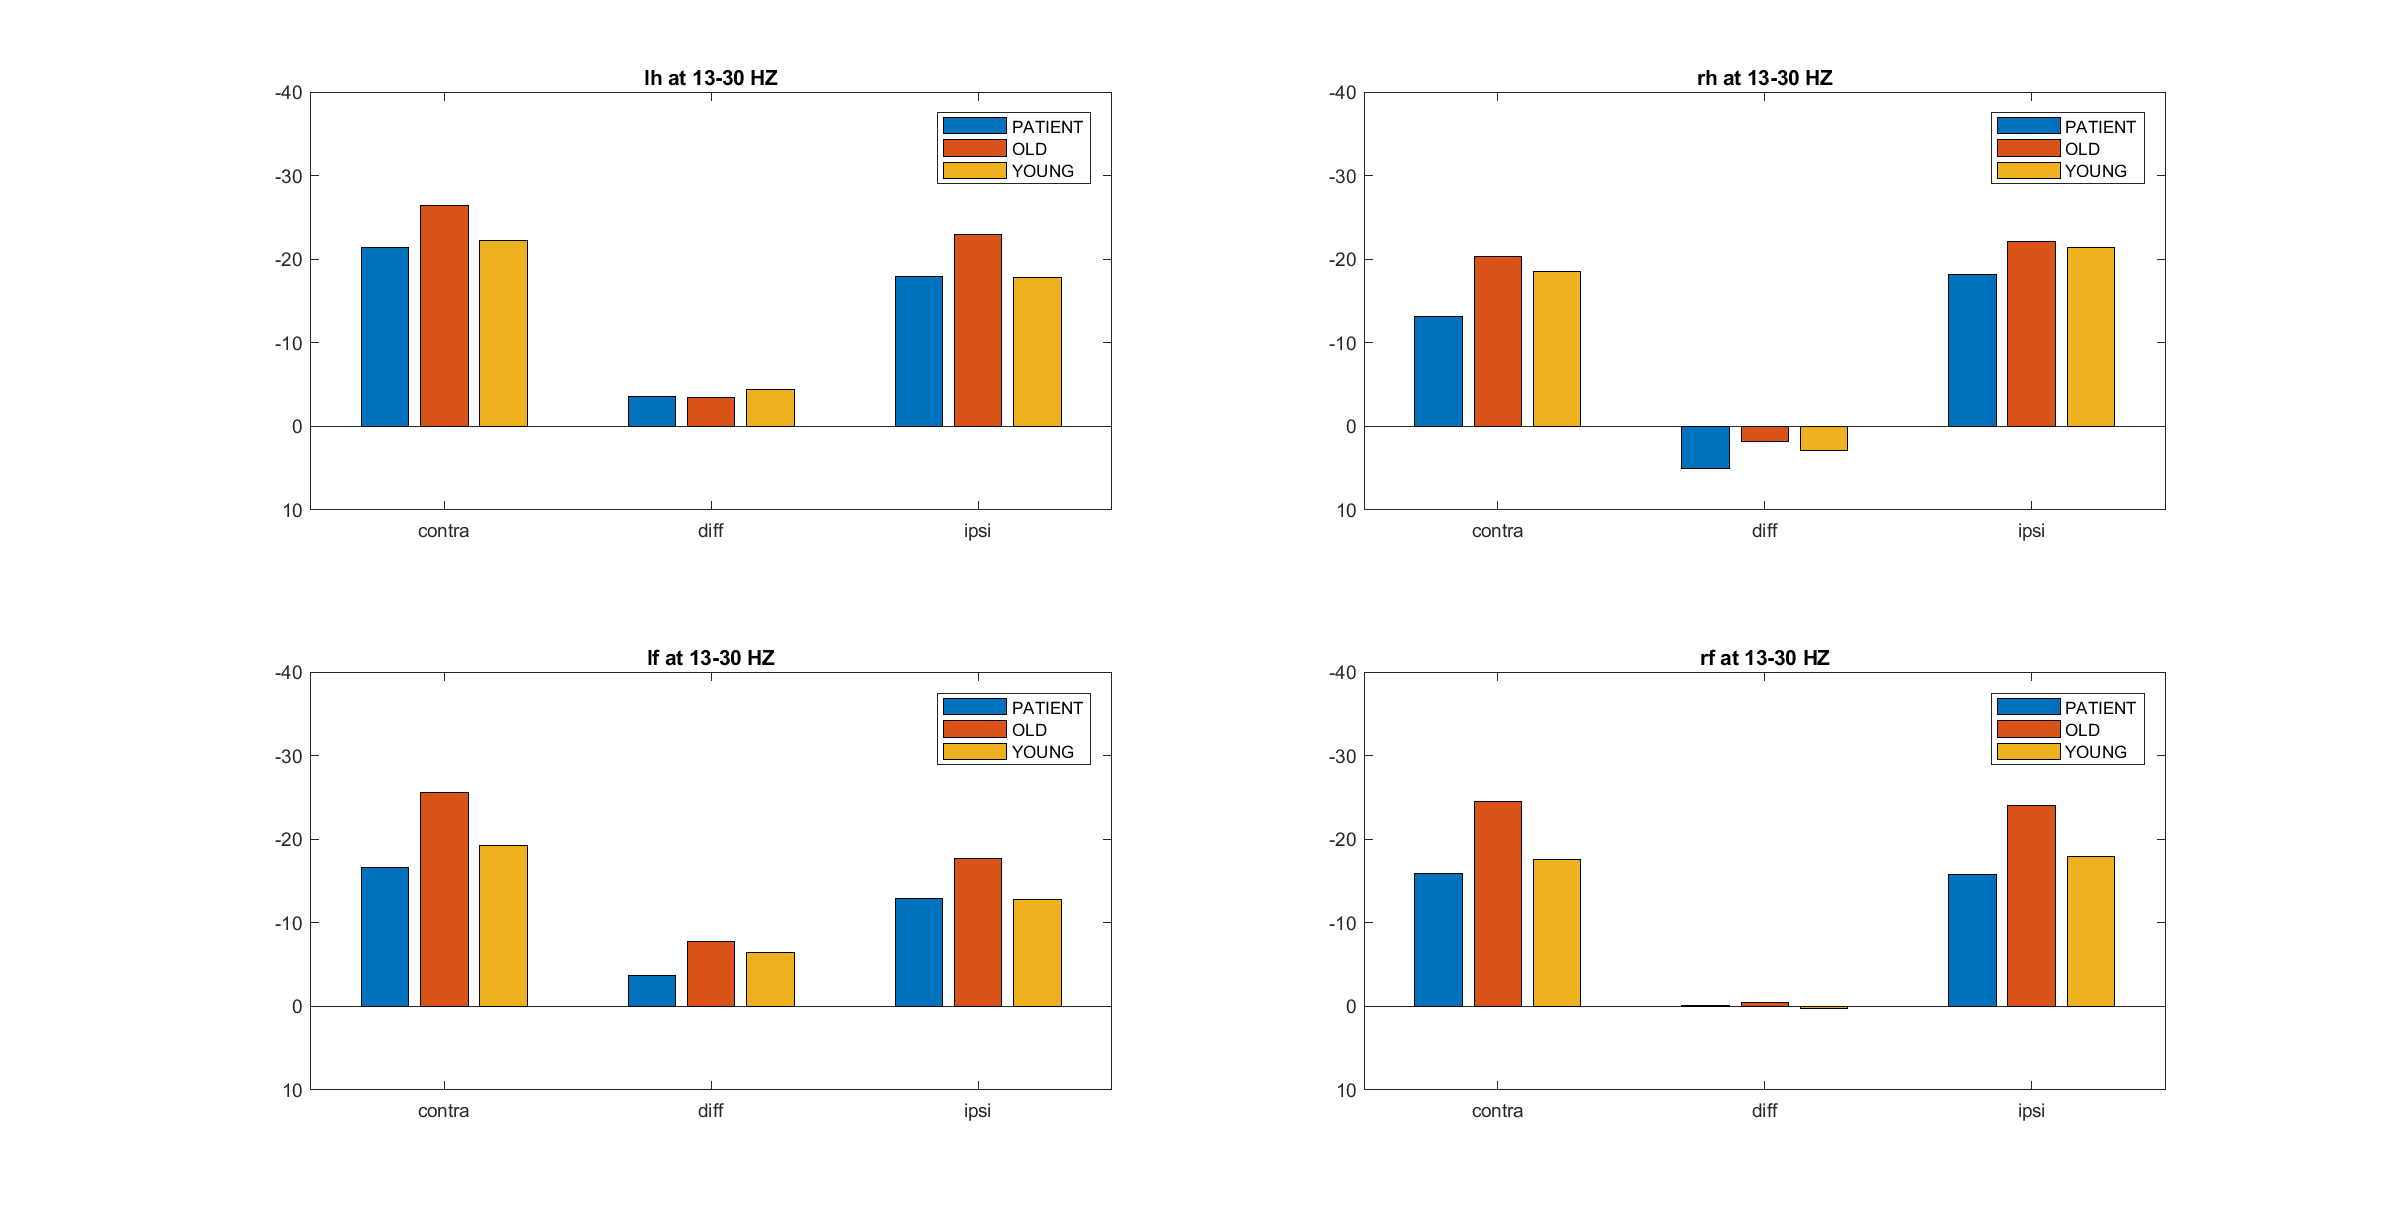 lh at 13-30 HZ
-40
-30
-20
-10
0
10
contra diff ipsi
PATIENT
OLD
YOUNG
rh at 13-30 HZ
-40
-30
-20
-10
0
10
contra diff ipsi
PATIENT
OLD
YOUNG
lf at 13-30 HZ
-40
-30
-20
-10
0
10
contra diff ipsi
PATIENT
OLD
YOUNG
rf at 13-30 HZ
-40
-30
-20
-10
0
10
contra diff ipsi
PATIENT
OLD
YOUNG